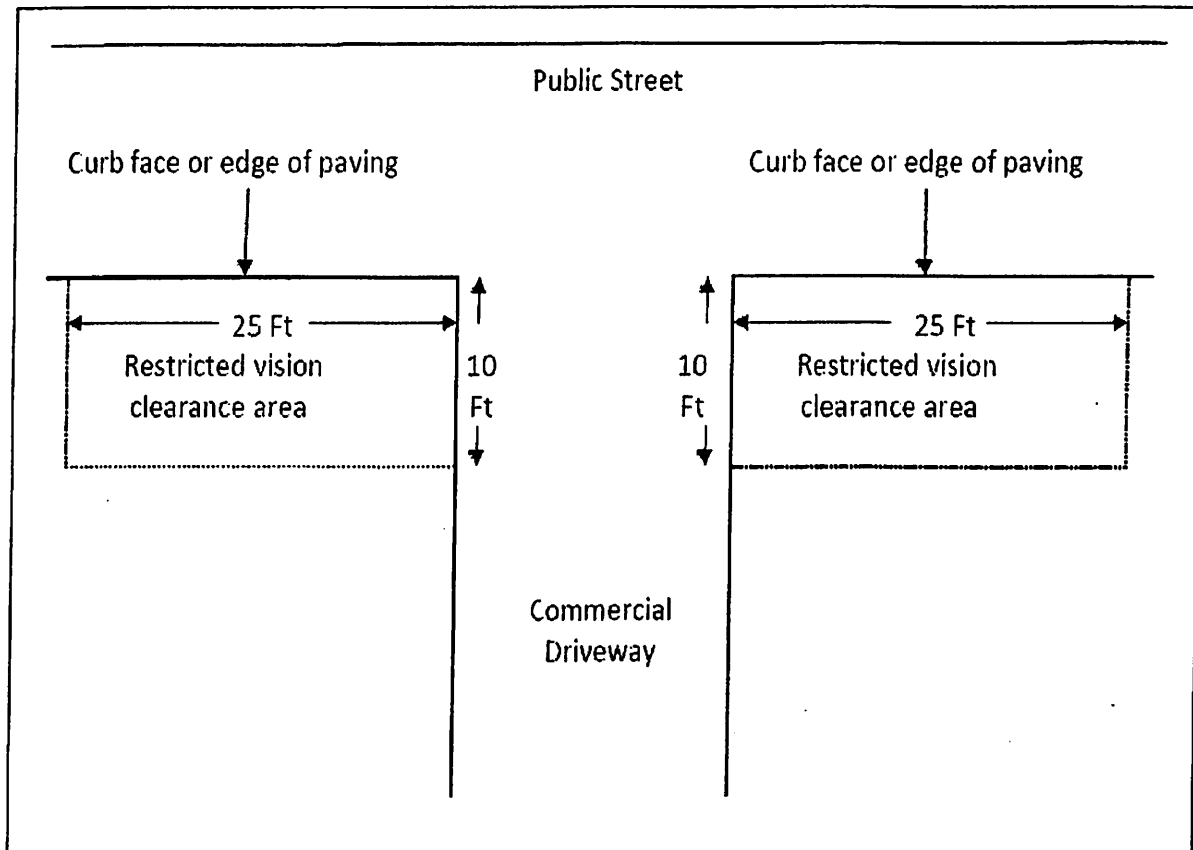 Public Street
Curb face or edge of paving
Curb face or edge of paving
25 Ft
10
Ft
10
Ft
25 Ft
Restricted vision
clearance area
Restricted vision
clearance area
Commercial
Driveway